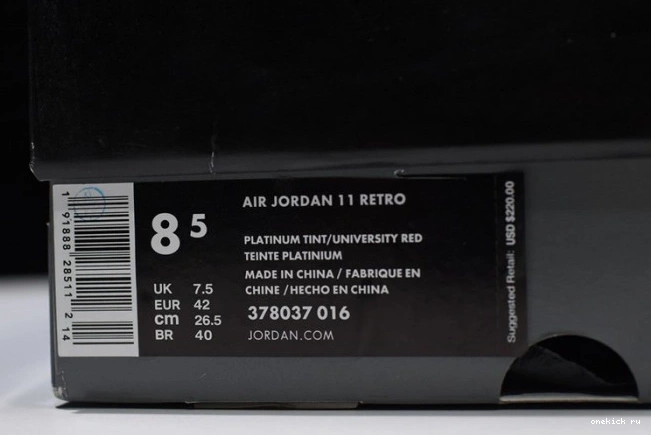 1 91888 28511 2 14
8 5
AIR JORDAN 11 RETRO
PLATINUM TINT/UNIVERSITY RED
TEINTE PLATINIUM
MADE IN CHINA / FABRIQUE EN
CHINE /HECHO EN CHINA
UK 7.5
EUR 42
cm 26.5
BR 40
378037 016
JORDAN.COM
Suggested Retail: USD $220.00
onekick ru